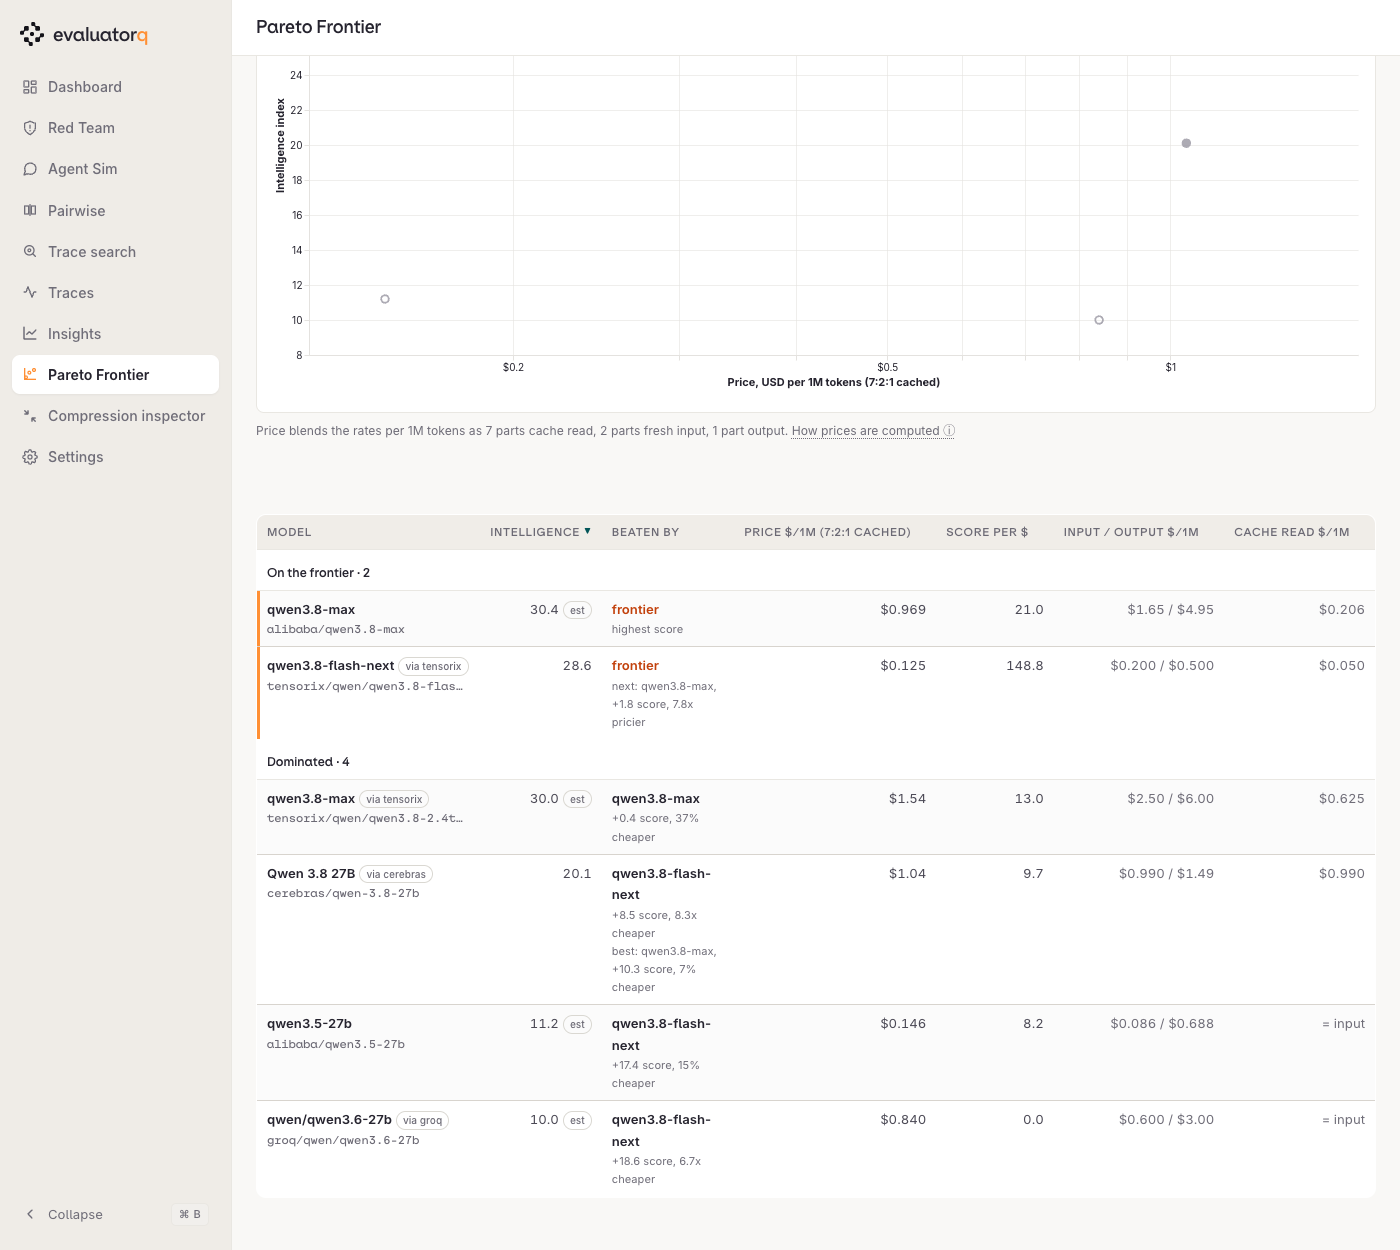 evaluatorq
Pareto Frontier
Dashboard
Red Team
Agent Sim
Pairwise
Trace search
Traces
Insights
Pareto Frontier
Compression inspector
Settings
Collapse
⌘ B
Intelligence index
24
22
20
18
16
14
12
10
8
$0.2
$0.5
$1
Price, USD per 1M tokens (7:2:1 cached)
Price blends the rates per 1M tokens as 7 parts cache read, 2 parts fresh input, 1 part output. How prices are computed ⓘ
MODEL INTELLIGENCE ▼ BEATEN BY PRICE $/1M (7:2:1 CACHED) SCORE PER $ INPUT / OUTPUT $/1M CACHE READ $/1M
On the frontier · 2
qwen3.8-max 30.4 est frontier $0.969 21.0 $1.65 / $4.95 $0.206
alibaba/qwen3.8-max highest score
qwen3.8-flash-next via tensorix 28.6 frontier $0.125 148.8 $0.200 / $0.500 $0.050
tensorix/qwen/qwen3.8-flas… next: qwen3.8-max,
+1.8 score, 7.8x
pricier
Dominated · 4
qwen3.8-max via tensorix 30.0 est qwen3.8-max $1.54 13.0 $2.50 / $6.00 $0.625
tensorix/qwen/qwen3.8-2.4t… +0.4 score, 37%
cheaper
Qwen 3.8 27B via cerebras 20.1 qwen3.8-flash- $1.04 9.7 $0.990 / $1.49 $0.990
cerebras/qwen-3.8-27b next
+8.5 score, 8.3x
cheaper
best: qwen3.8-max,
+10.3 score, 7%
cheaper
qwen3.5-27b 11.2 est qwen3.8-flash- $0.146 8.2 $0.086 / $0.688 = input
alibaba/qwen3.5-27b next
+17.4 score, 15%
cheaper
qwen/qwen3.6-27b via groq 10.0 est qwen3.8-flash- $0.840 0.0 $0.600 / $3.00 = input
groq/qwen/qwen3.6-27b next
+18.6 score, 6.7x
cheaper